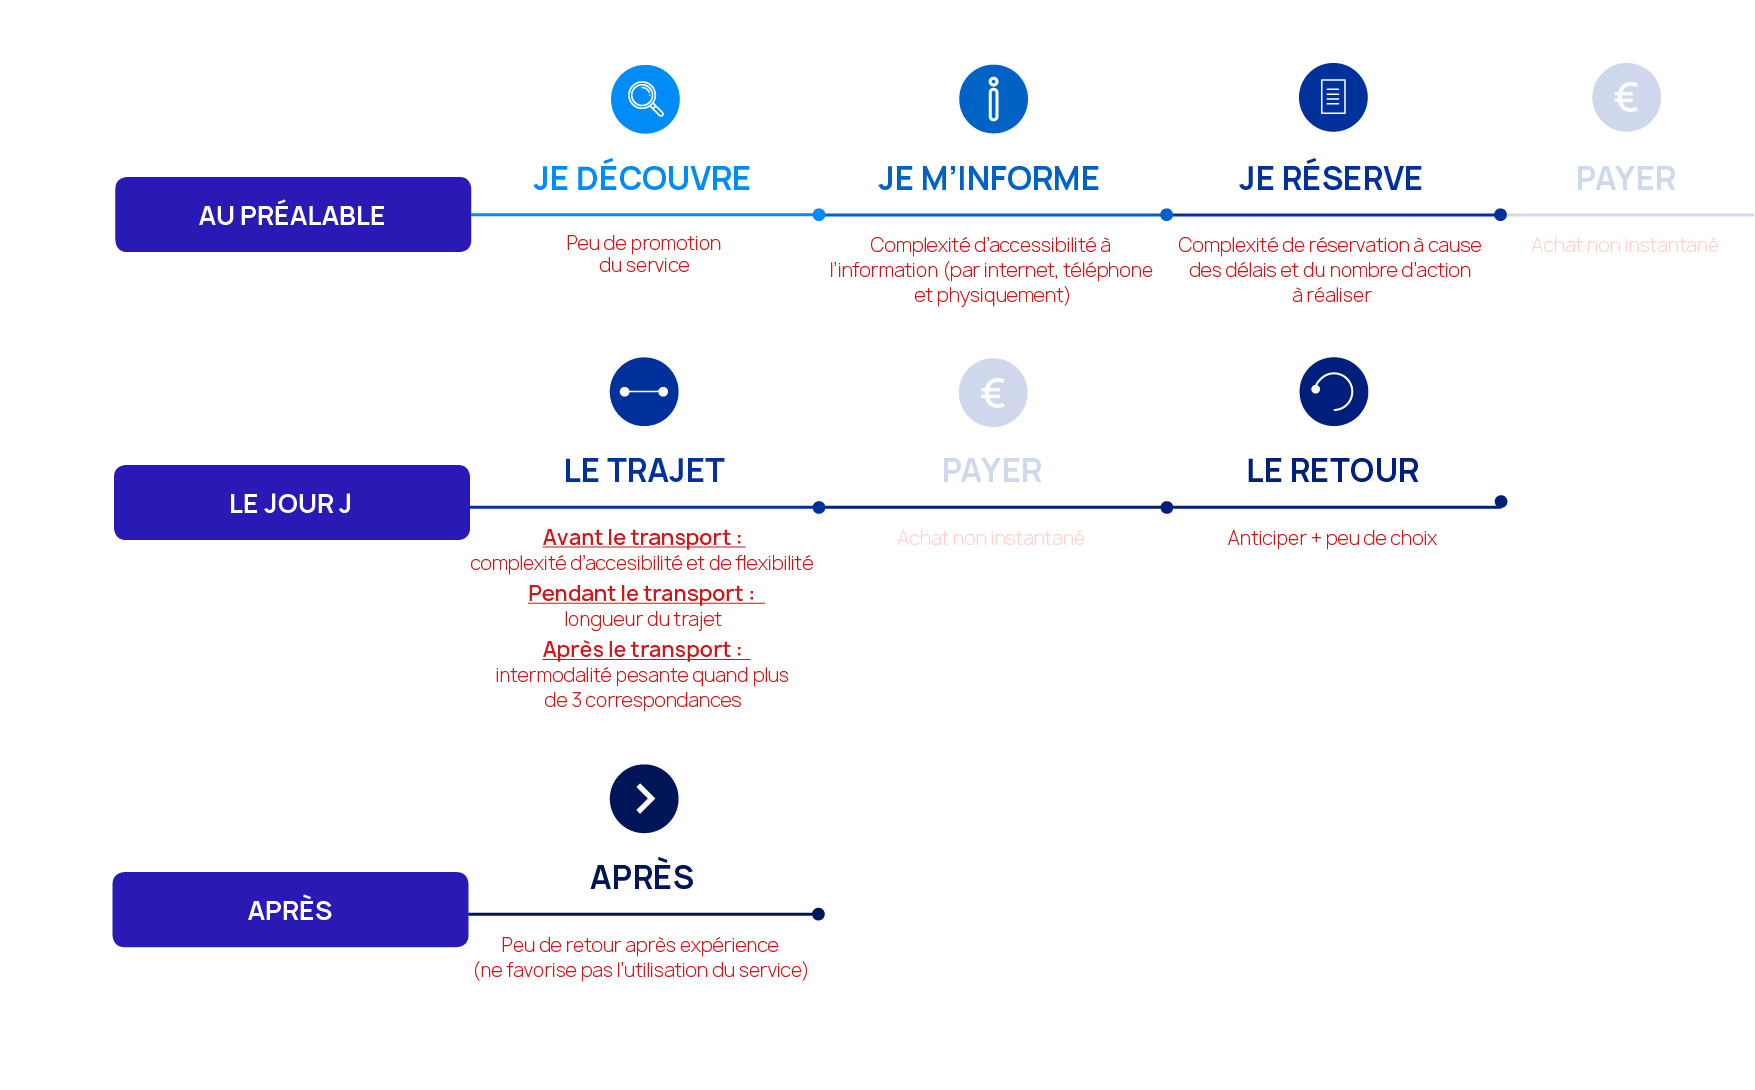 JE DÉCOUVRE
JE M’INFORME
JE RÉSERVE
€
PAYER
AU PRÉALABLE
Peu de promotion
du service
Complexité d’accessibilité à
l’information (par internet, téléphone
et physiquement)
Complexité de réservation à cause
des délais et du nombre d’action
à réaliser
Achat non instantané
LE TRAJET
€
PAYER
LE RETOUR
LE JOUR J
Avant le transport :
complexité d’accesibilité et de flexibilité
Pendant le transport :
longueur du trajet
Après le transport :
intermodalité pesante quand plus
de 3 correspondances
Achat non instantané
Anticiper + peu de choix
APRÈS
APRÈS
Peu de retour après expérience
(ne favorise pas l’utilisation du service)